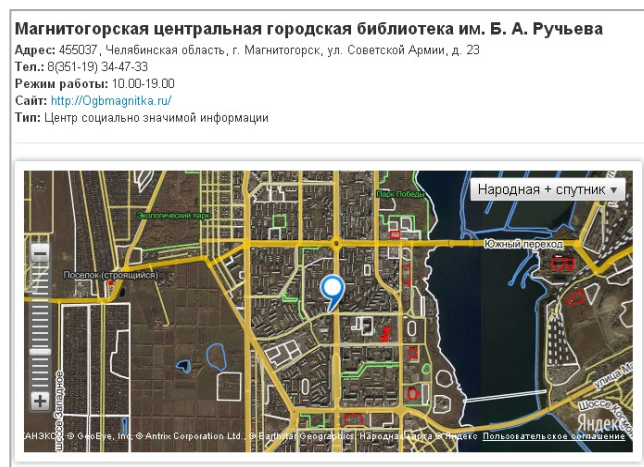 Магнитогорская центральная городская библиотека им. Б. А. Ручьева
Адрес: 455037, Челябинская область, г. Магнитогорск, ул. Советской Армии, д. 23
Тел.: 8(351-19) 34-47-33
Режим работы: 10.00-19.00
Сайт: http://Ogbmagnitka.ru/
Тип: Центр социально значимой информации
Народная + спутник
Парк Победы
Экологический парк
Южный переход
Поселок (строящийся)
улица Ма
шоссе Западное
Шоссе Космо
Яндекс
© GeoEye, Inc, © Antrix Corporation Ltd., © Earthstar Geographics, Народная карта © Яндекс Пользовательское соглашение